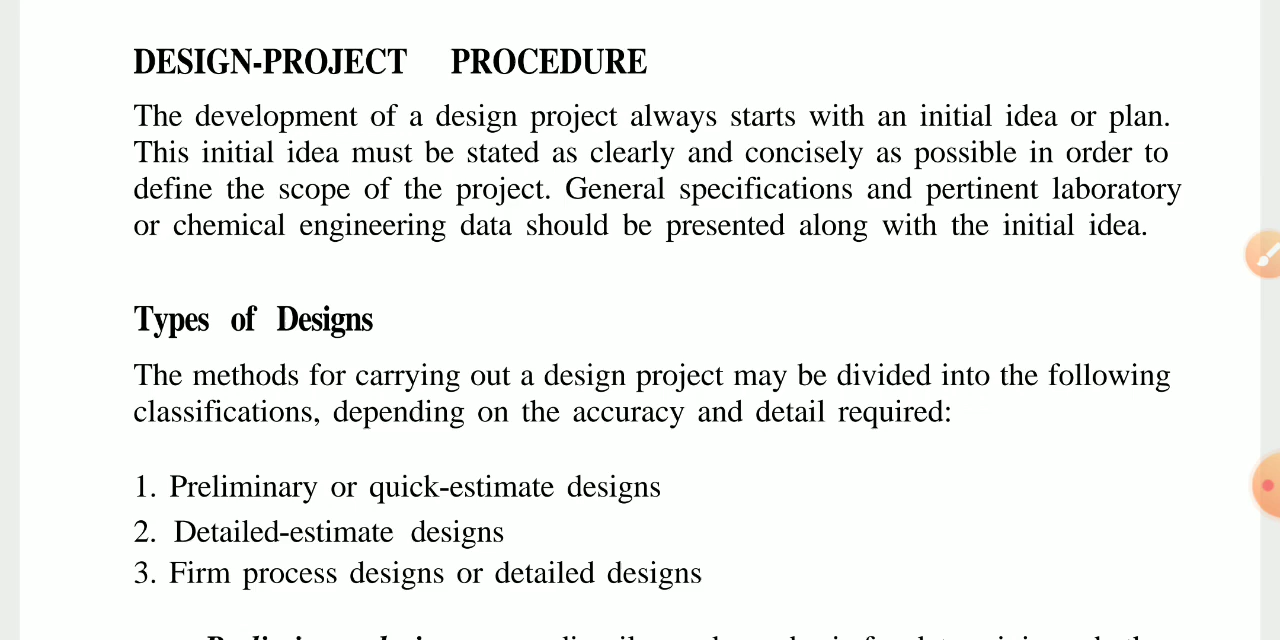 DESIGN-PROJECT PROCEDURE
The development of a design project always starts with an initial idea or plan.
This initial idea must be stated as clearly and concisely as possible in order to
define the scope of the project. General specifications and pertinent laboratory
or chemical engineering data should be presented along with the initial idea.
Types of Designs
The methods for carrying out a design project may be divided into the following
classifications, depending on the accuracy and detail required:
1. Preliminary or quick-estimate designs
2. Detailed-estimate designs
3. Firm process designs or detailed designs